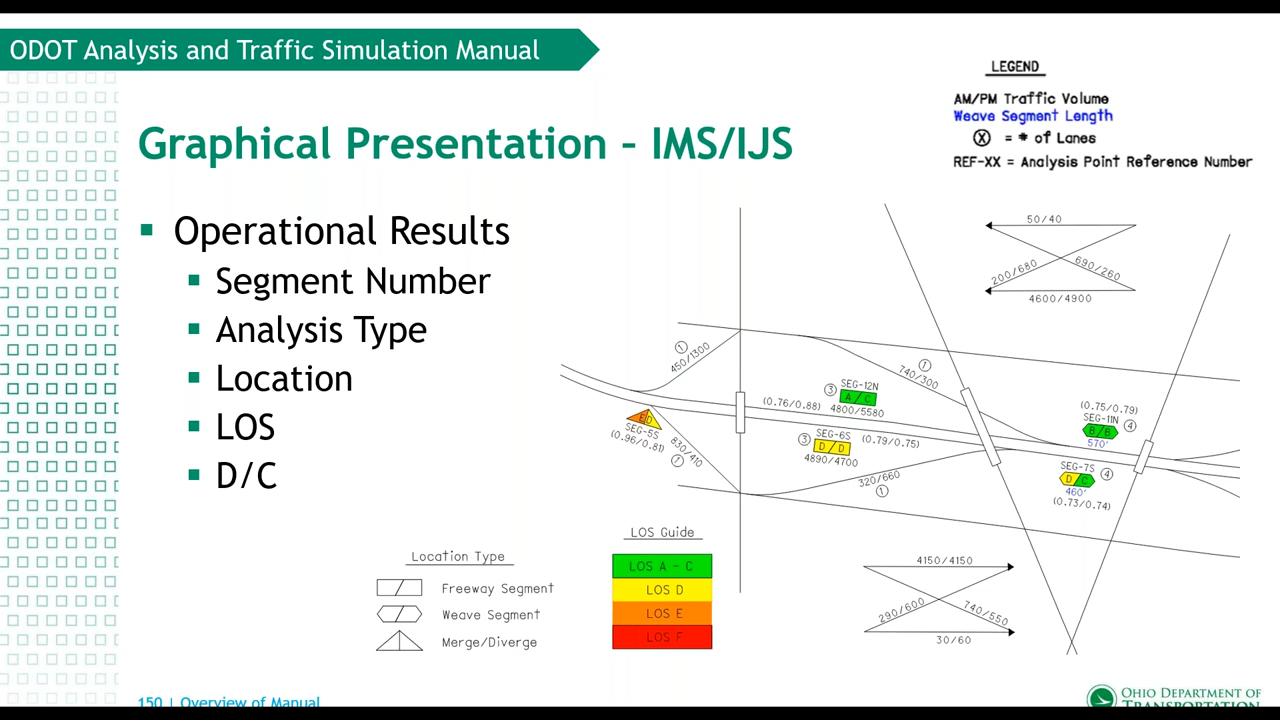 ODOT Analysis and Traffic Simulation Manual
LEGEND
AM/PM Traffic Volume
Weave Segment Length
X = # of Lanes
REF-XX = Analysis Point Reference Number
Graphical Presentation – IMS/IJS
Operational Results
Segment Number
Analysis Type
Location
LOS
D/C
50/40
200/680
690/260
4600/4900
1
450/1300
1
740/300
3
SEG-12N
A/C
(0.76/0.88)
4800/5580
E D
SEG-5S
(0.96/0.81)
830/410
1
3
SEG-6S
(0.79/0.75)
D/D
4890/4700
320/660
1
(0.75/0.79)
SEG-11N
4
B/B
570'
SEG-7S
4
D/C
460'
(0.73/0.74)
4150/4150
290/600
740/550
30/60
Location Type
Freeway Segment
Weave Segment
Merge/Diverge
LOS Guide
LOS A - C
LOS D
LOS E
LOS F
150 | Overview of Manual
OHIO DEPARTMENT OF
TRANSPORTATION